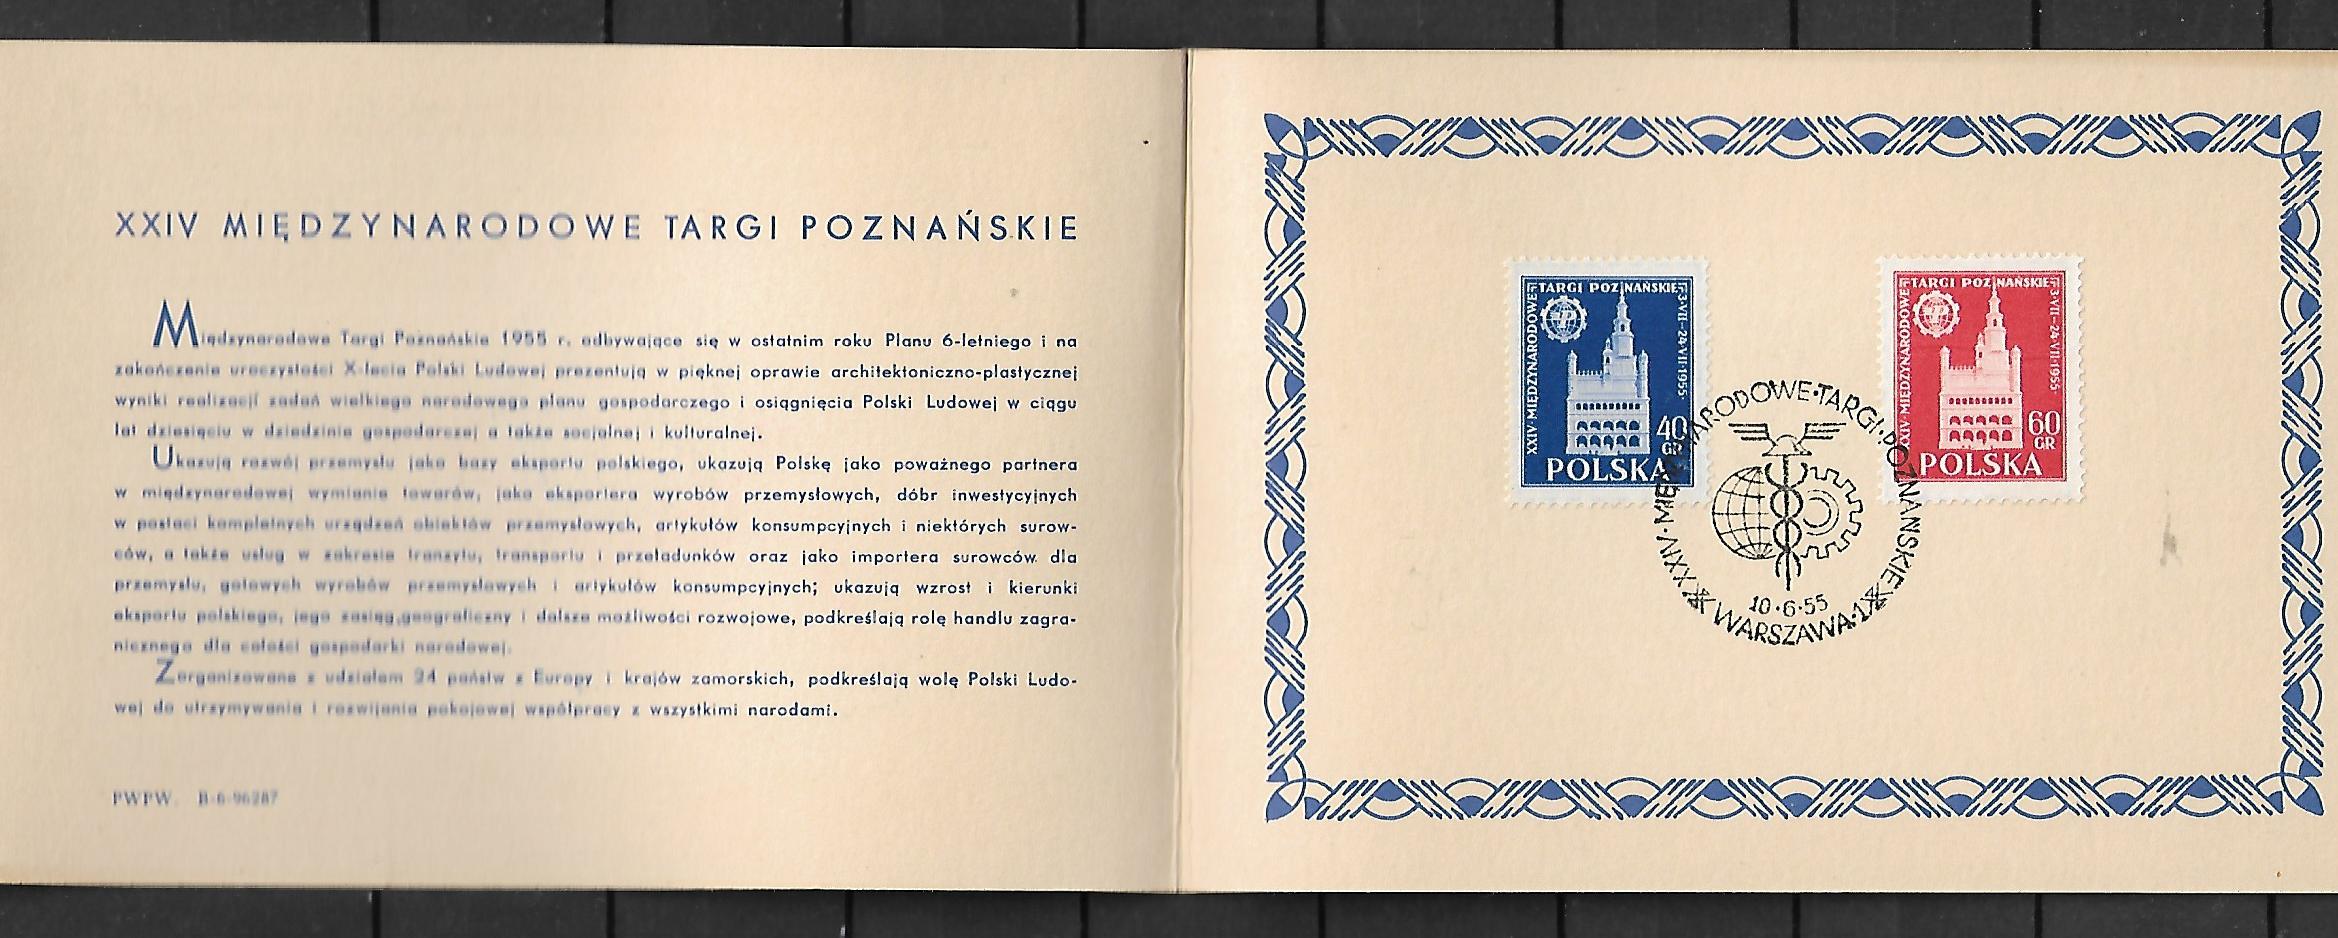 XXIV MIĘDZYNARODOWE TARGI POZNAŃSKIE
Międzynarodowe Targi Poznańskie 1955 r. odbywające się w ostatnim roku Planu 6-letniego i na
zakończenie uroczystości X-lecia Polski Ludowej prezentują w pięknej oprawie architektoniczno-plastycznej
wyniki realizacji zadań wielkiego narodowego planu gospodarczego i osiągnięcia Polski Ludowej w ciągu
lat dziesięciu w dziedzinie gospodarczej a także socjalnej i kulturalnej.
Ukazują rozwój przemysłu jako bazy eksportu polskiego, ukazują Polskę jako poważnego partnera
w międzynarodowej wymianie towarów, jako eksportera wyrobów przemysłowych, dóbr inwestycyjnych
w postaci kompletnych urządzeń obiektów przemysłowych, artykułów konsumpcyjnych i niektórych surow-
ców, a także usług w zakresie tranzytu, transportu i przeładunków oraz jako importera surowców dla
przemysłu, gotowych wyrobów przemysłowych i artykułów konsumpcyjnych; ukazują wzrost i kierunki
eksportu polskiego, jego zasięg geograficzny i dalsze możliwości rozwojowe, podkreślają rolę handlu zagra-
nicznego dla całości gospodarki narodowej.
Zorganizowane z udziałem 24 państw z Europy i krajów zamorskich, podkreślają wolę Polski Ludo-
wej do utrzymywania i rozwijania pokojowej współpracy z wszystkimi narodami.
PWPW. B-6-96287
XXIV·MIĘDZYNARODOWE
TARGI POZNAŃSKIE
3·VII-24·VII·1955·
40
GR
POLSKA
XXIV·MIĘDZYNARODOWE
TARGI POZNAŃSKIE
3·VII-24·VII·1955·
60
GR
POLSKA
XXIV·MIĘDZYNARODOWE·TARGI·POZNAŃSKIE
10·6·55
WARSZAWA·1